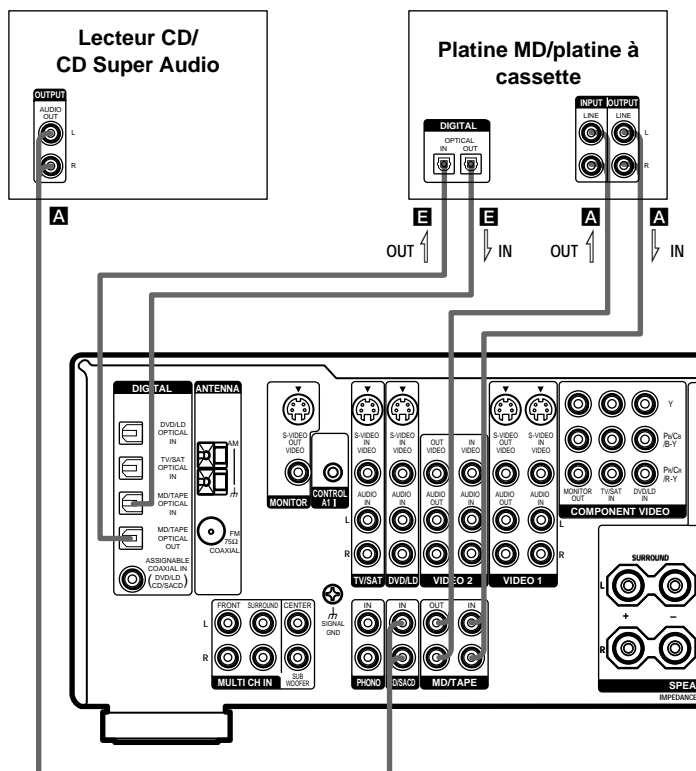 Lecteur CD/
CD Super Audio
OUTPUT
AUDIO
OUT
L
R
A
Platine MD/platine à
cassette
DIGITAL
OPTICAL
IN OUT
INPUT OUTPUT
LINE LINE
L
R
E E A A
OUT IN OUT IN
DIGITAL
DVD/LD
OPTICAL
IN
TV/SAT
OPTICAL
IN
MD/TAPE
OPTICAL
IN
MD/TAPE
OPTICAL
OUT
ASSIGNABLE
COAXIAL IN
(DVD/LD
CD/SACD)
ANTENNA
AM
FM
75Ω
COAXIAL
S-VIDEO
OUT
VIDEO
MONITOR
CONTROL
A1 II
S-VIDEO
IN
VIDEO
AUDIO
IN
L
R
TV/SAT
S-VIDEO
IN
VIDEO
AUDIO
IN
DVD/LD
OUT IN
VIDEO VIDEO
AUDIO AUDIO
OUT IN
VIDEO 2
S-VIDEO S-VIDEO
OUT IN
VIDEO VIDEO
AUDIO AUDIO
OUT IN
L
R
VIDEO 1
Y
PB/CB
/B-Y
PR/CR
/R-Y
MONITOR
OUT
TV/SAT
IN
DVD/LD
IN
COMPONENT VIDEO
SURROUND
L
+ −
R
SPEA
IMPEDANCE
FRONT SURROUND CENTER
L
R
MULTI CH IN
SUB
WOOFER
SIGNAL
GND
IN IN OUT IN
L
R
PHONO D/SACD MD/TAPE